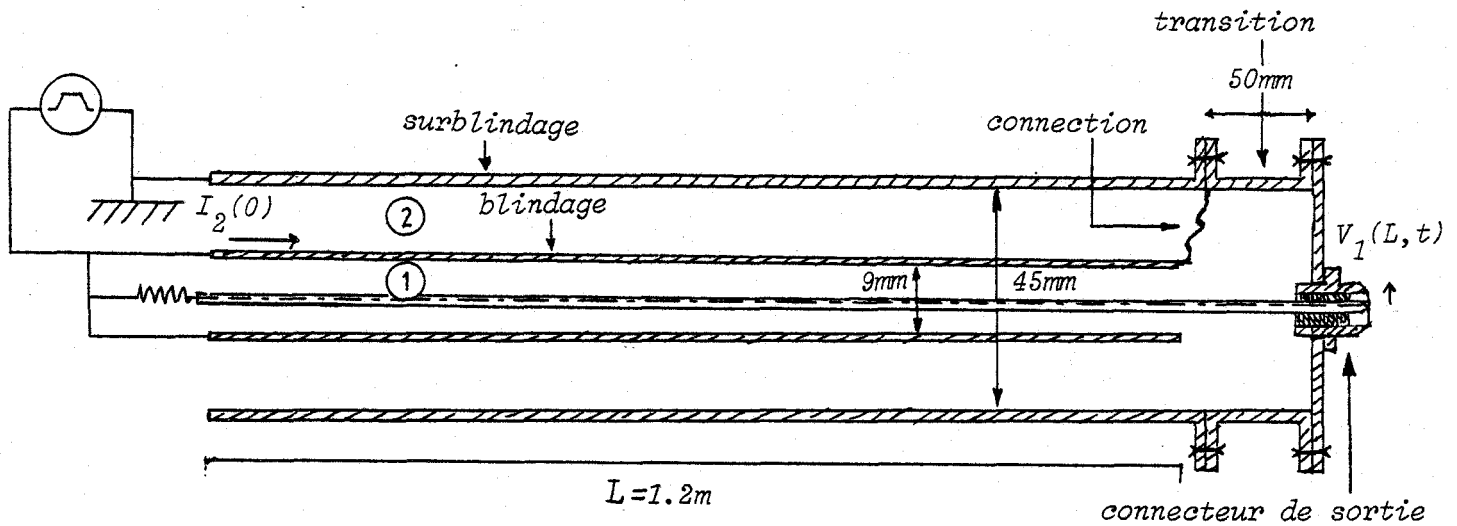 transition
50mm
surblindage
connection
I₂(0)
2
blindage
V₁(L,t)
1
9mm
45mm
L=1.2m
connecteur de sortie